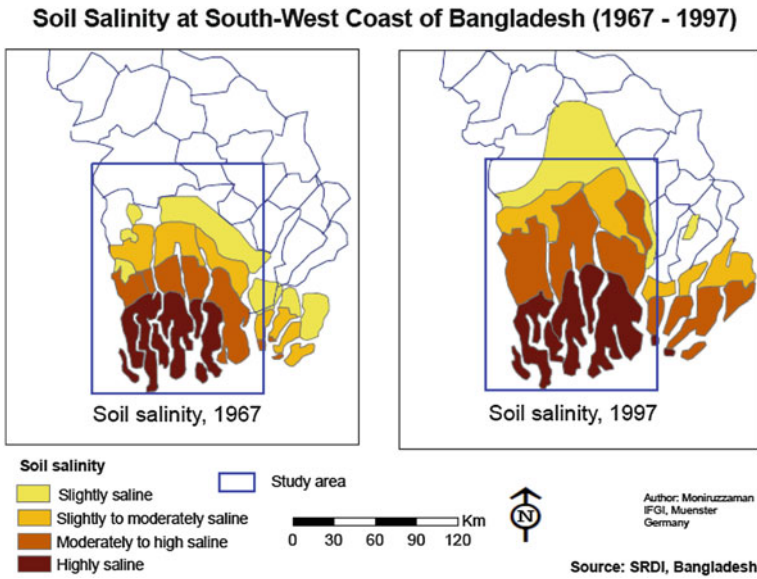 Soil Salinity at South-West Coast of Bangladesh (1967 - 1997)
Soil salinity, 1967
Soil salinity, 1997
Soil salinity
Slightly saline
Slightly to moderately saline
Moderately to high saline
Highly saline
Study area
Km
0 30 60 90 120
N
Author: Moniruzzaman
IFGI, Muenster
Germany
Source: SRDI, Bangladesh